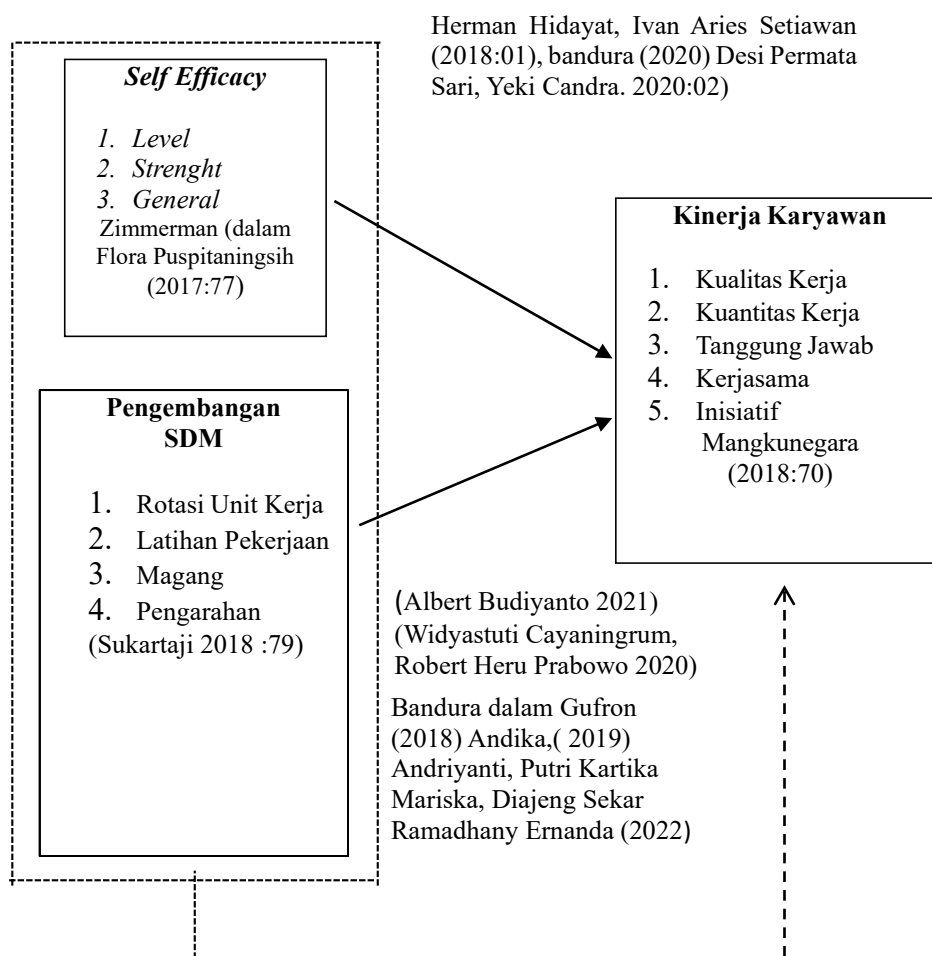 Herman Hidayat, Ivan Aries Setiawan
(2018:01), bandura (2020) Desi Permata
Sari, Yeki Candra. 2020:02)
Self Efficacy
1. Level
2. Strenght
3. General
Zimmerman (dalam
Flora Puspitaningsih
(2017:77)
Kinerja Karyawan
1. Kualitas Kerja
2. Kuantitas Kerja
3. Tanggung Jawab
4. Kerjasama
5. Inisiatif
Mangkunegara
(2018:70)
Pengembangan
SDM
1. Rotasi Unit Kerja
2. Latihan Pekerjaan
3. Magang
4. Pengarahan
(Sukartaji 2018 :79)
(Albert Budiyanto 2021)
(Widyastuti Cayaningrum,
Robert Heru Prabowo 2020)
Bandura dalam Gufron
(2018) Andika,( 2019)
Andriyanti, Putri Kartika
Mariska, Diajeng Sekar
Ramadhany Ernanda (2022)